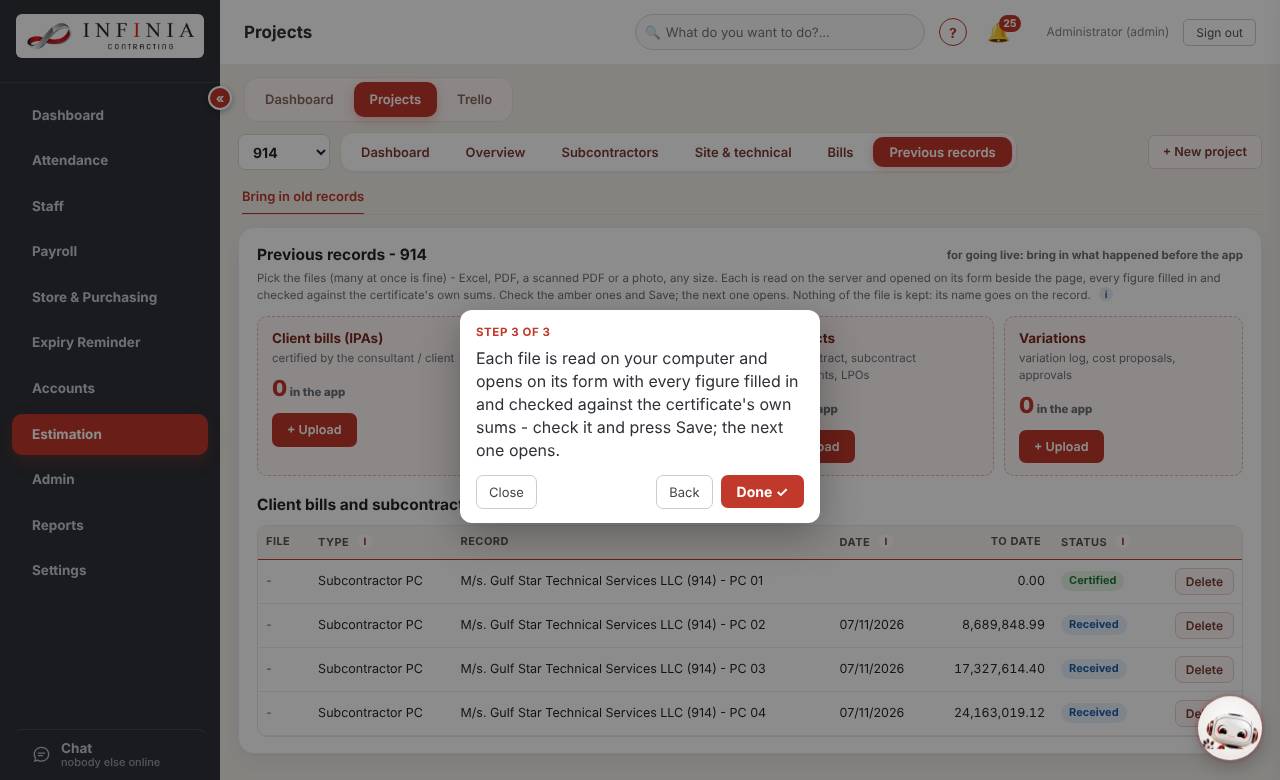 INFINIA
CONTRACTING
Projects
What do you want to do?...
?
25
Administrator (admin)
Sign out
«
Dashboard
Attendance
Staff
Payroll
Store & Purchasing
Expiry Reminder
Accounts
Estimation
Admin
Reports
Settings
Chat
nobody else online
Dashboard
Projects
Trello
914
Dashboard
Overview
Subcontractors
Site & technical
Bills
Previous records
+ New project
Bring in old records
Previous records - 914
for going live: bring in what happened before the app
Pick the files (many at once is fine) - Excel, PDF, a scanned PDF or a photo, any size. Each is read on the server and opened on its form beside the page, every figure filled in and
checked against the certificate's own sums. Check the amber ones and Save; the next one opens. Nothing of the file is kept: its name goes on the record. i
Client bills (IPAs)
certified by the consultant / client
0 in the app
+ Upload
Variations
variation log, cost proposals,
approvals
0 in the app
+ Upload
STEP 3 OF 3
Each file is read on your computer and
opens on its form with every figure filled in
and checked against the certificate's own
sums - check it and press Save; the next
one opens.
Close
Back
Done ✓
subcontract
LPOs
app
FILE TYPE I RECORD DATE I TO DATE STATUS I
- Subcontractor PC M/s. Gulf Star Technical Services LLC (914) - PC 01 0.00 Certified Delete
- Subcontractor PC M/s. Gulf Star Technical Services LLC (914) - PC 02 07/11/2026 8,689,848.99 Received Delete
- Subcontractor PC M/s. Gulf Star Technical Services LLC (914) - PC 03 07/11/2026 17,327,614.40 Received Delete
- Subcontractor PC M/s. Gulf Star Technical Services LLC (914) - PC 04 07/11/2026 24,163,019.12 Received
Client bills and